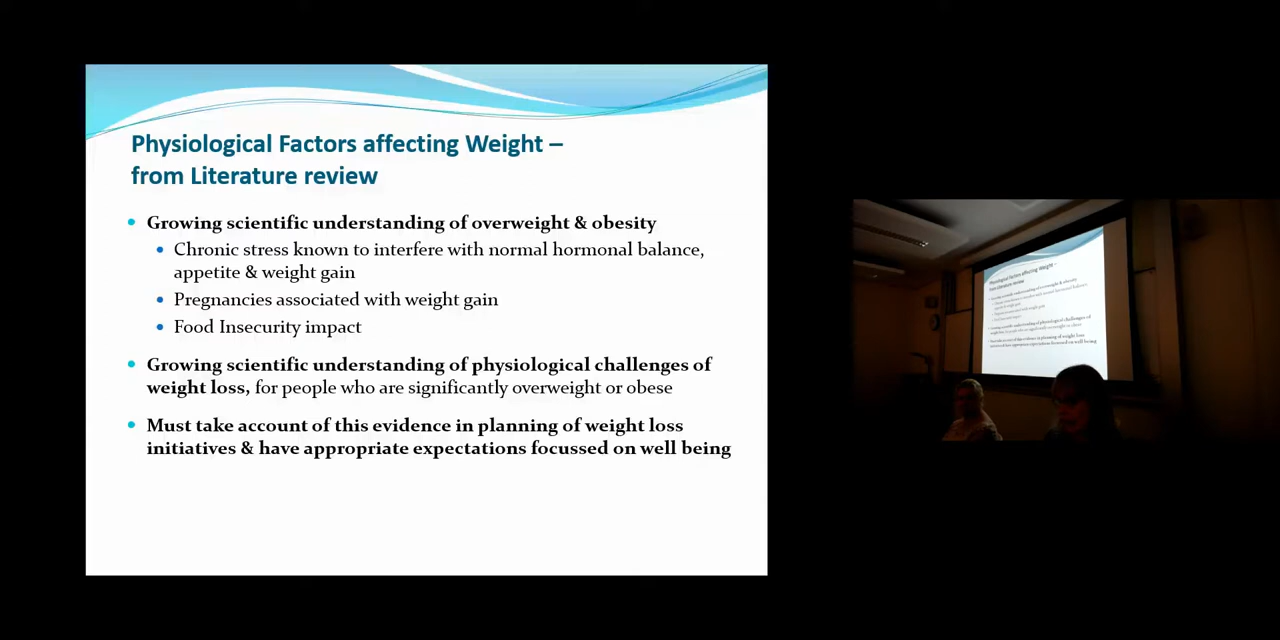 Physiological Factors affecting Weight –
from Literature review
Growing scientific understanding of overweight & obesity
Chronic stress known to interfere with normal hormonal balance,
appetite & weight gain
Pregnancies associated with weight gain
Food Insecurity impact
Growing scientific understanding of physiological challenges of
weight loss, for people who are significantly overweight or obese
Must take account of this evidence in planning of weight loss
initiatives & have appropriate expectations focussed on well being